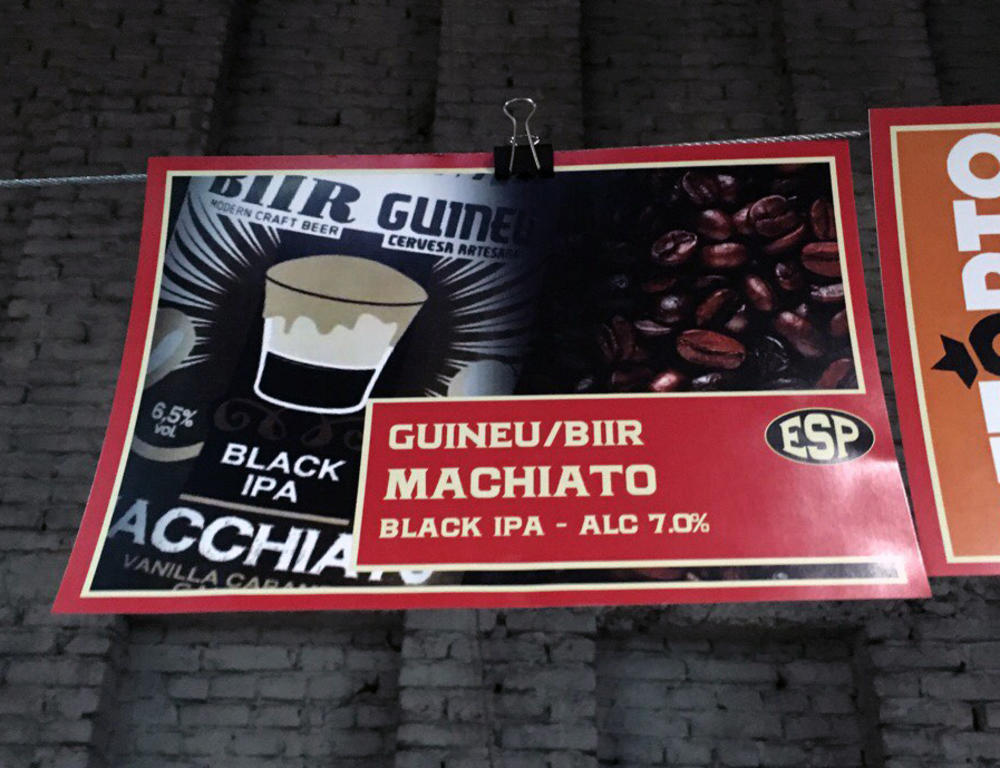 BIIR
MODERN CRAFT BEER
GUINEU
CERVESA ARTESANA
6,5%
VOL
BLACK
IPA
ACCHIATO
VANILLA
GUINEU/BIIR
MACHIATO
BLACK IPA - ALC 7.0%
ESP